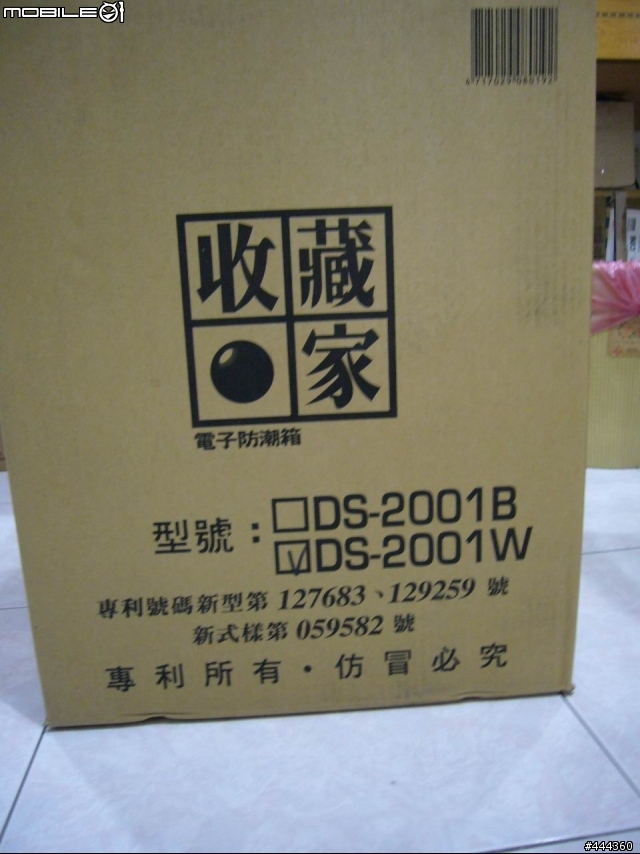 MOBILE01
4717029080192
收藏
家
電子防潮箱
型號：
DS-2001B
DS-2001W
專利號碼新型第 127683、129259 號
新式樣第 059582 號
專利所有・仿冒必究
#444360